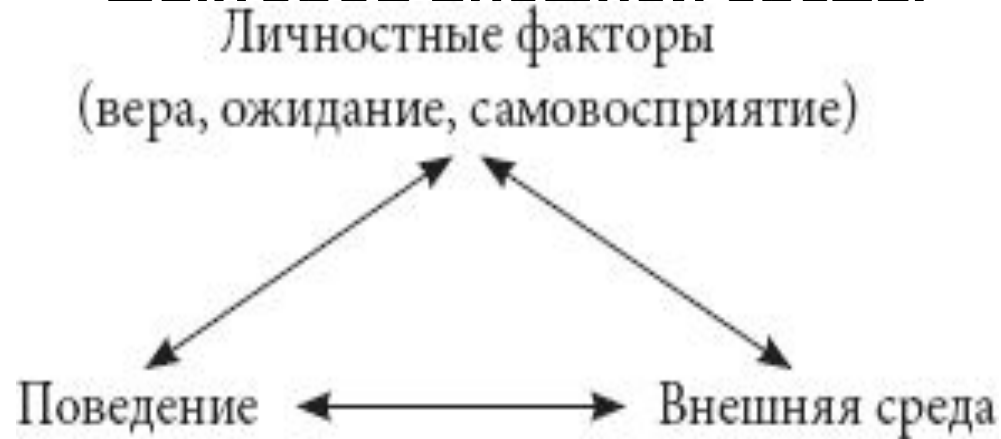 Личностные факторы
(вера, ожидание, самовосприятие)
Поведение
Внешняя среда